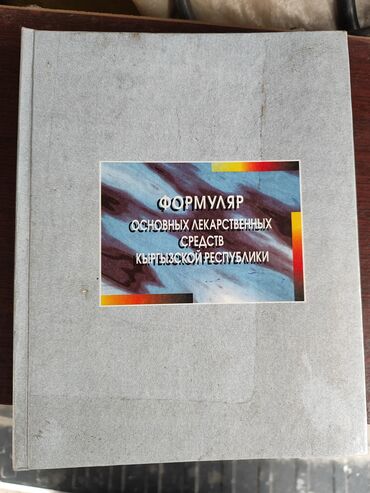 ФОРМУЛЯР
ОСНОВНЫХ ЛЕКАРСТВЕННЫХ
СРЕДСТВ
КЫРГЫЗСКОЙ РЕСПУБЛИКИ